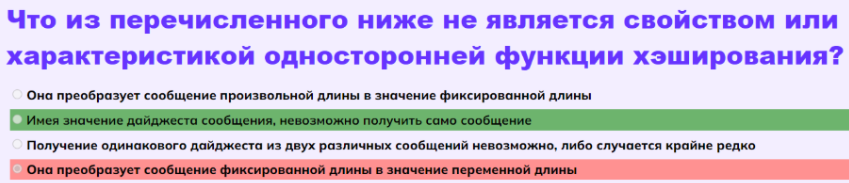 Что из перечисленного ниже не является свойством или
характеристикой односторонней функции хэширования?
Она преобразует сообщение произвольной длины в значение фиксированной длины
Имея значение дайджеста сообщения, невозможно получить само сообщение
Получение одинакового дайджеста из двух различных сообщений невозможно, либо случается крайне редко
Она преобразует сообщение фиксированной длины в значение переменной длины